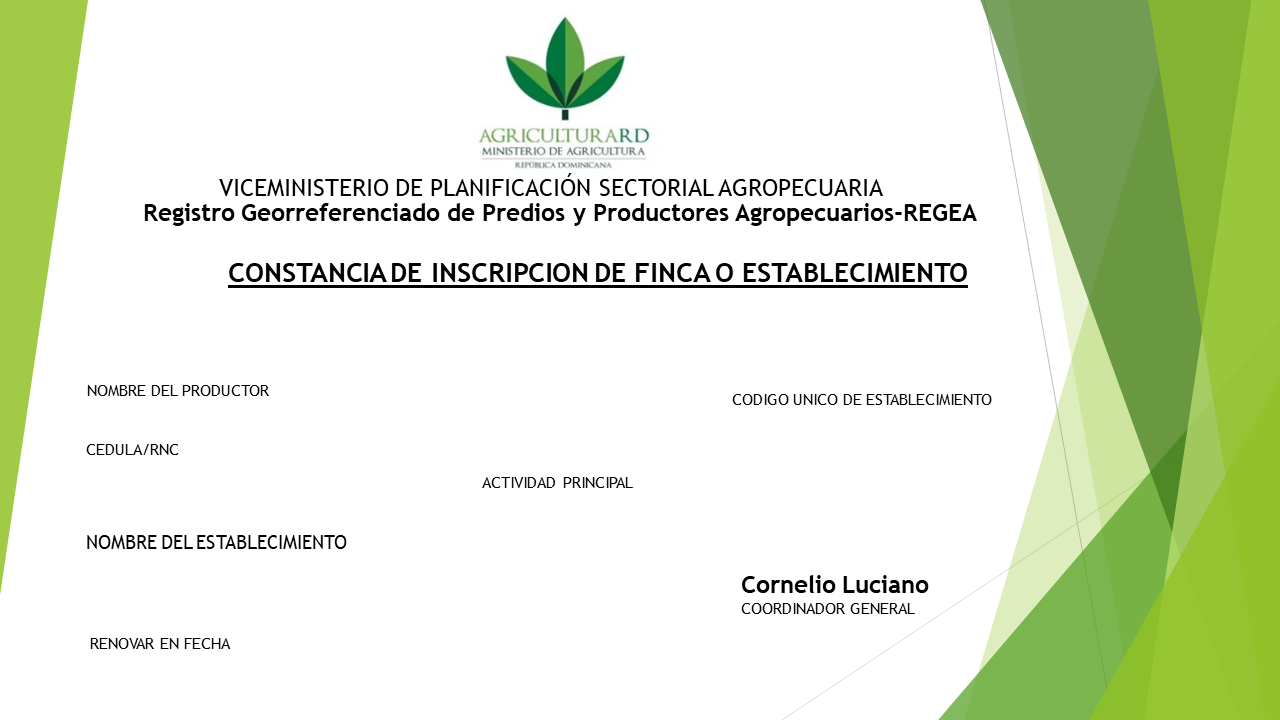 AGRICULTURARD
MINISTERIO DE AGRICULTURA
REPÚBLICA DOMINICANA
VICEMINISTERIO DE PLANIFICACIÓN SECTORIAL AGROPECUARIA
Registro Georreferenciado de Predios y Productores Agropecuarios-REGEA
CONSTANCIA DE INSCRIPCION DE FINCA O ESTABLECIMIENTO
NOMBRE DEL PRODUCTOR
CODIGO UNICO DE ESTABLECIMIENTO
CEDULA/RNC
ACTIVIDAD PRINCIPAL
NOMBRE DEL ESTABLECIMIENTO
Cornelio Luciano
COORDINADOR GENERAL
RENOVAR EN FECHA